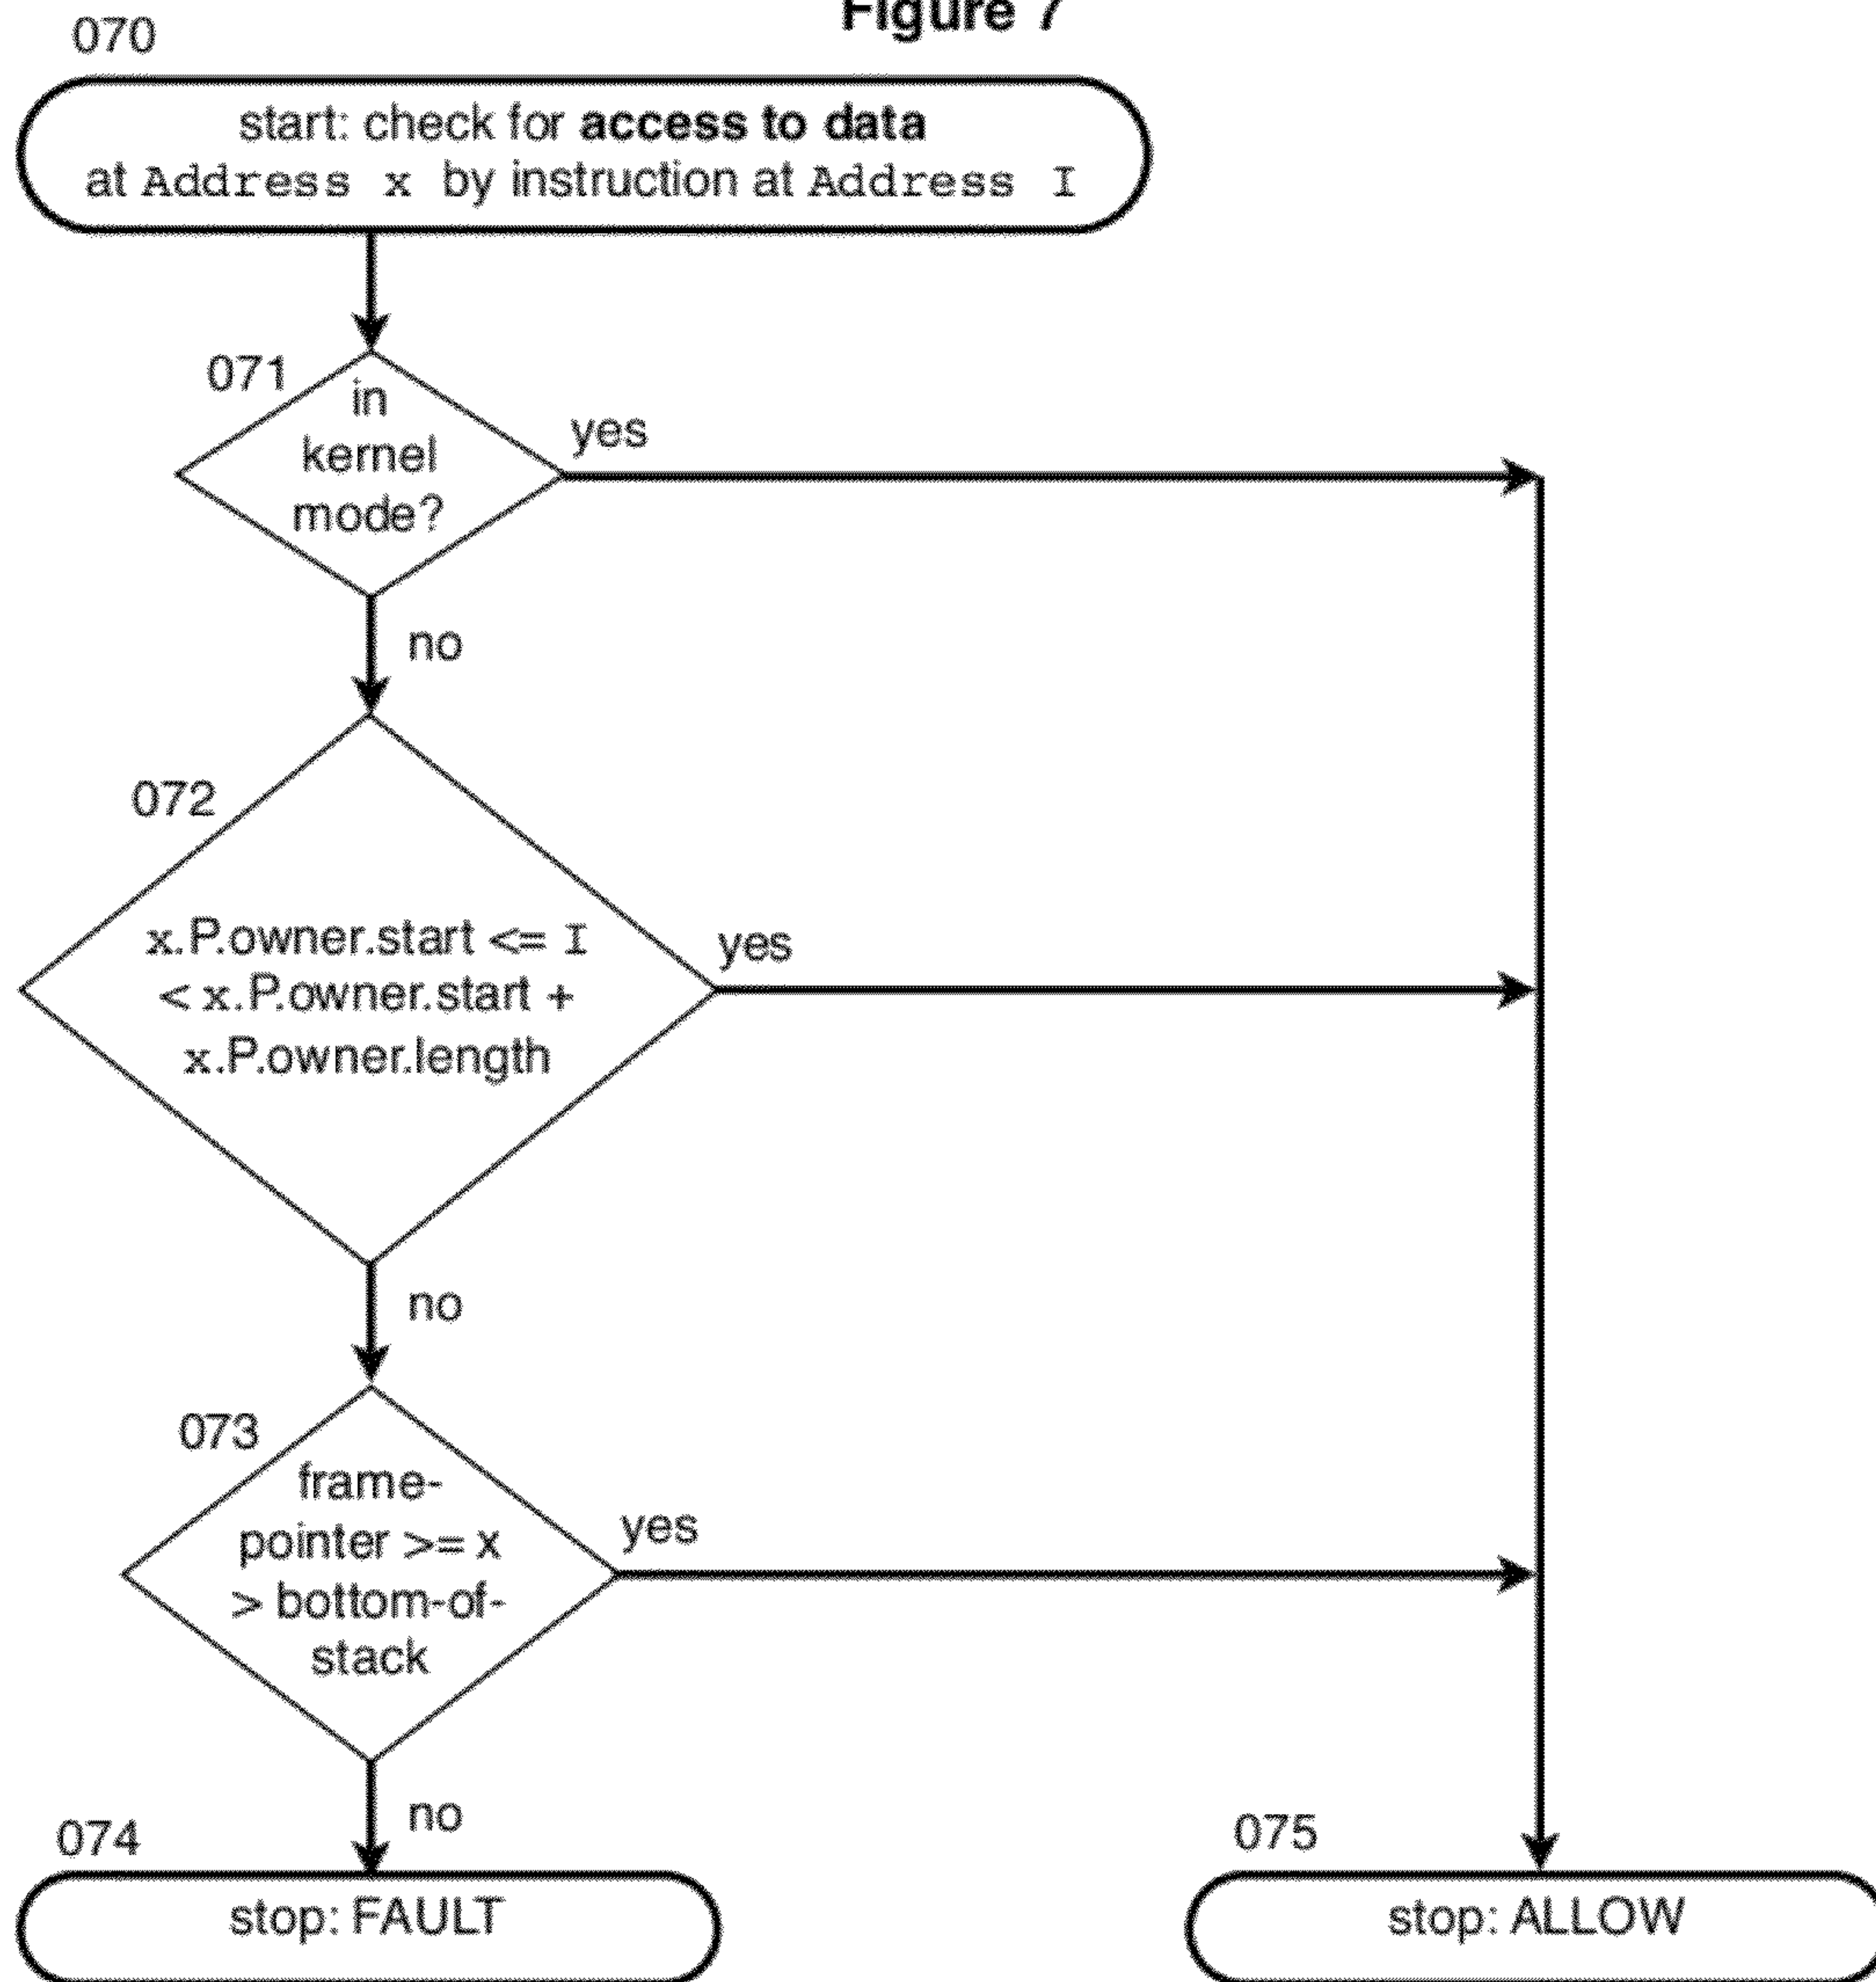 Figure 7
070
start: check for access to data
at Address x by instruction at Address I
071
in
kernel
mode?
yes
no
072
x.P.owner.start <= I
< x.P.owner.start +
x.P.owner.length
yes
no
073
frame-
pointer >= x
> bottom-of-
stack
yes
no
074
stop: FAULT
075
stop: ALLOW